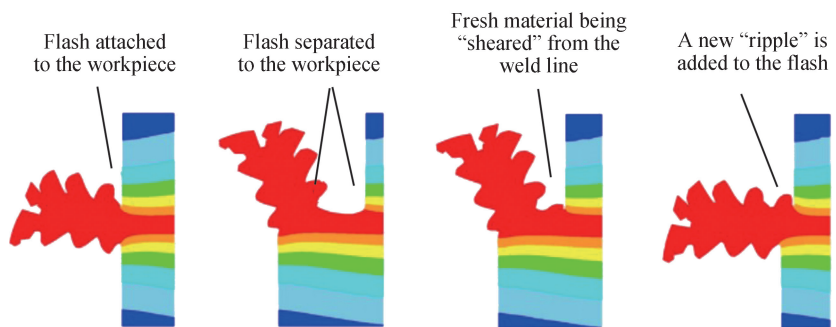 Flash attached
to the workpiece
Flash separated
to the workpiece
Fresh material being
“sheared” from the
weld line
A new “ripple” is
added to the flash